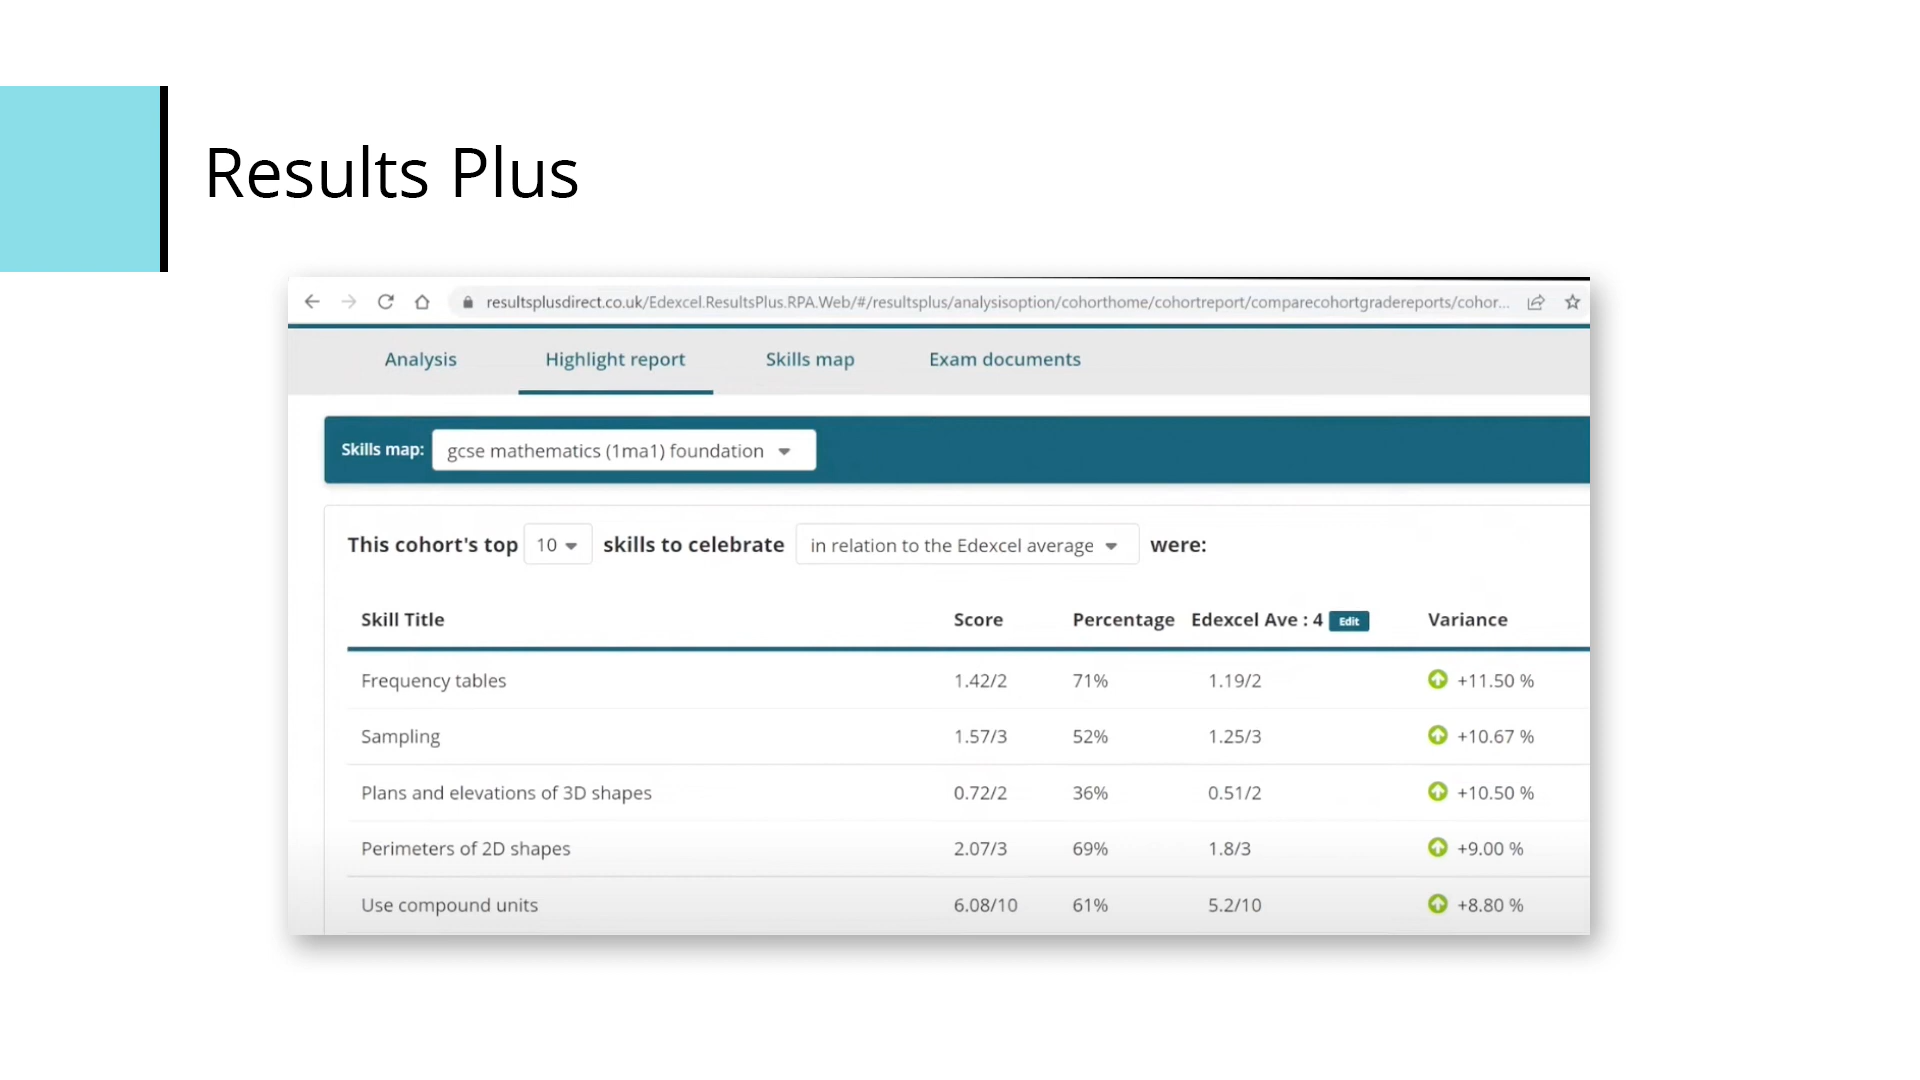 Results Plus
resultsplusdirect.co.uk/Edexcel.ResultsPlus.RPA.Web/#/resultsplus/analysisoption/cohorthome/cohortreport/comparecohortgradereports/cohor...
Analysis Highlight report Skills map Exam documents
Skills map: gcse mathematics (1ma1) foundation
This cohort's top 10 skills to celebrate in relation to the Edexcel average were:
Skill Title Score Percentage Edexcel Ave : 4 Edit Variance
Frequency tables 1.42/2 71% 1.19/2 +11.50 %
Sampling 1.57/3 52% 1.25/3 +10.67 %
Plans and elevations of 3D shapes 0.72/2 36% 0.51/2 +10.50 %
Perimeters of 2D shapes 2.07/3 69% 1.8/3 +9.00 %
Use compound units 6.08/10 61% 5.2/10 +8.80 %